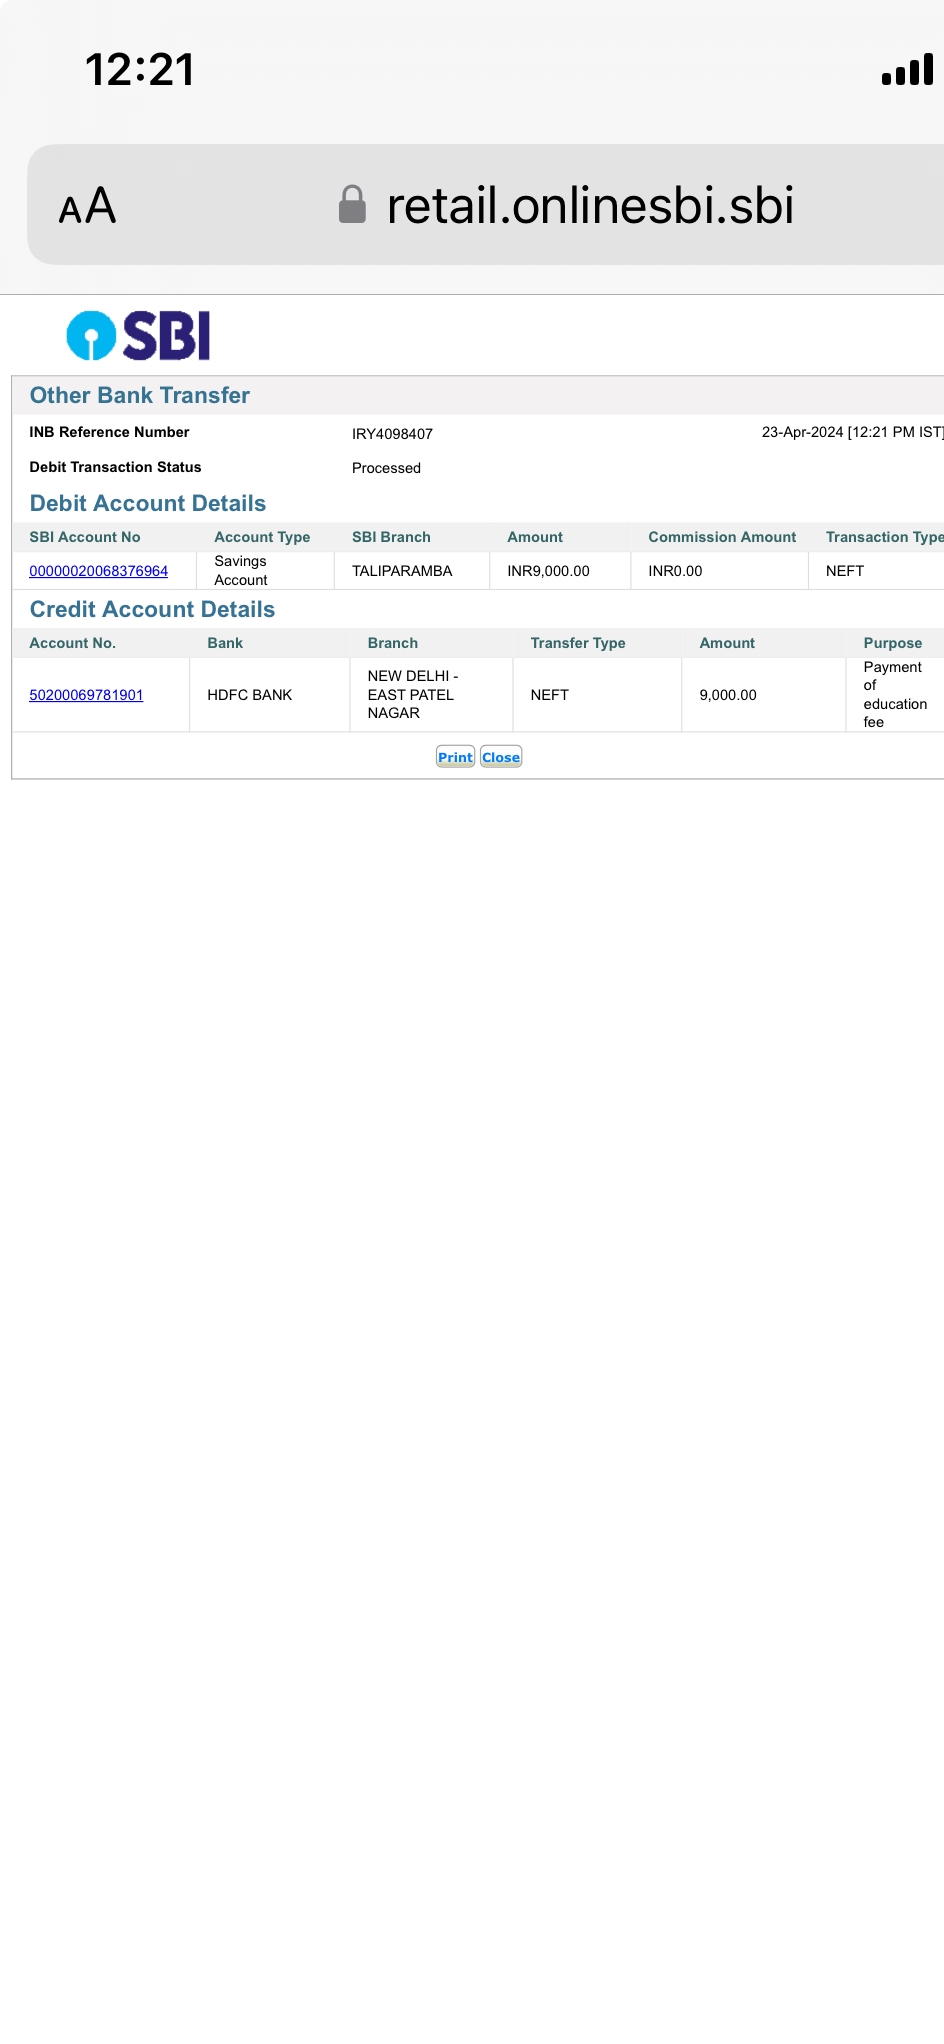 12:21
AA retail.onlinesbi.sbi
SBI
Other Bank Transfer
INB Reference Number IRY4098407 23-Apr-2024 [12:21 PM IST]
Debit Transaction Status Processed
Debit Account Details
SBI Account No Account Type SBI Branch Amount Commission Amount Transaction Type
00000020068376964 Savings Account TALIPARAMBA INR9,000.00 INR0.00 NEFT
Credit Account Details
Account No. Bank Branch Transfer Type Amount Purpose
50200069781901 HDFC BANK NEW DELHI - EAST PATEL NAGAR NEFT 9,000.00 Payment of education fee
Print Close